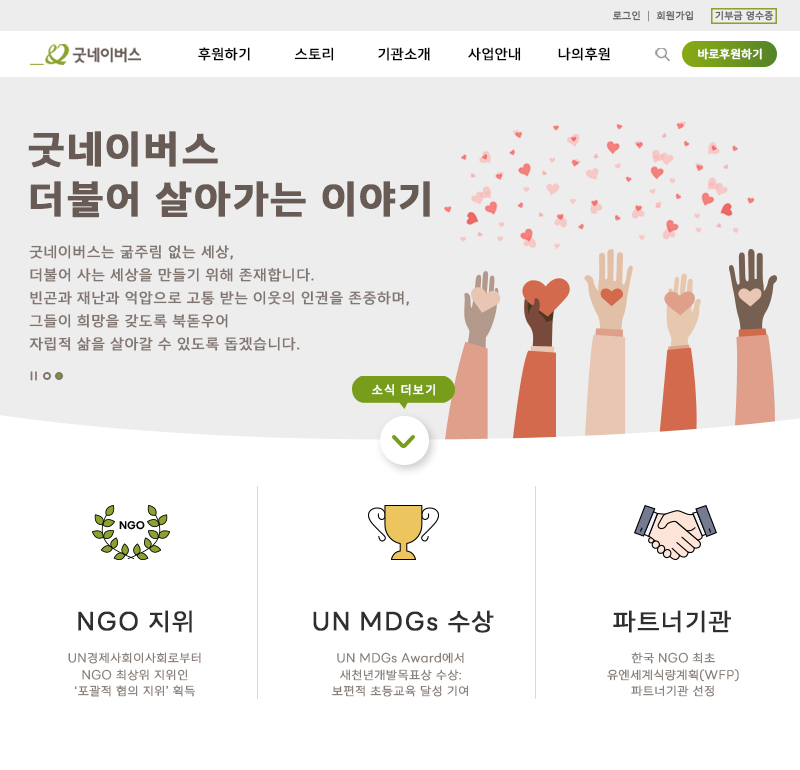 로그인 | 회원가입 기부금 영수증
굿네이버스 후원하기 스토리 기관소개 사업안내 나의후원 바로후원하기
굿네이버스
더불어 살아가는 이야기
굿네이버스는 굶주림 없는 세상,
더불어 사는 세상을 만들기 위해 존재합니다.
빈곤과 재난과 억압으로 고통 받는 이웃의 인권을 존중하며,
그들이 희망을 갖도록 북돋우어
자립적 삶을 살아갈 수 있도록 돕겠습니다.
소식 더보기
NGO
NGO 지위
UN경제사회이사회로부터
NGO 최상위 지위인
‘포괄적 협의 지위’ 획득
UN MDGs 수상
UN MDGs Award에서
새천년개발목표상 수상:
보편적 초등교육 달성 기여
파트너기관
한국 NGO 최초
유엔세계식량계획(WFP)
파트너기관 선정